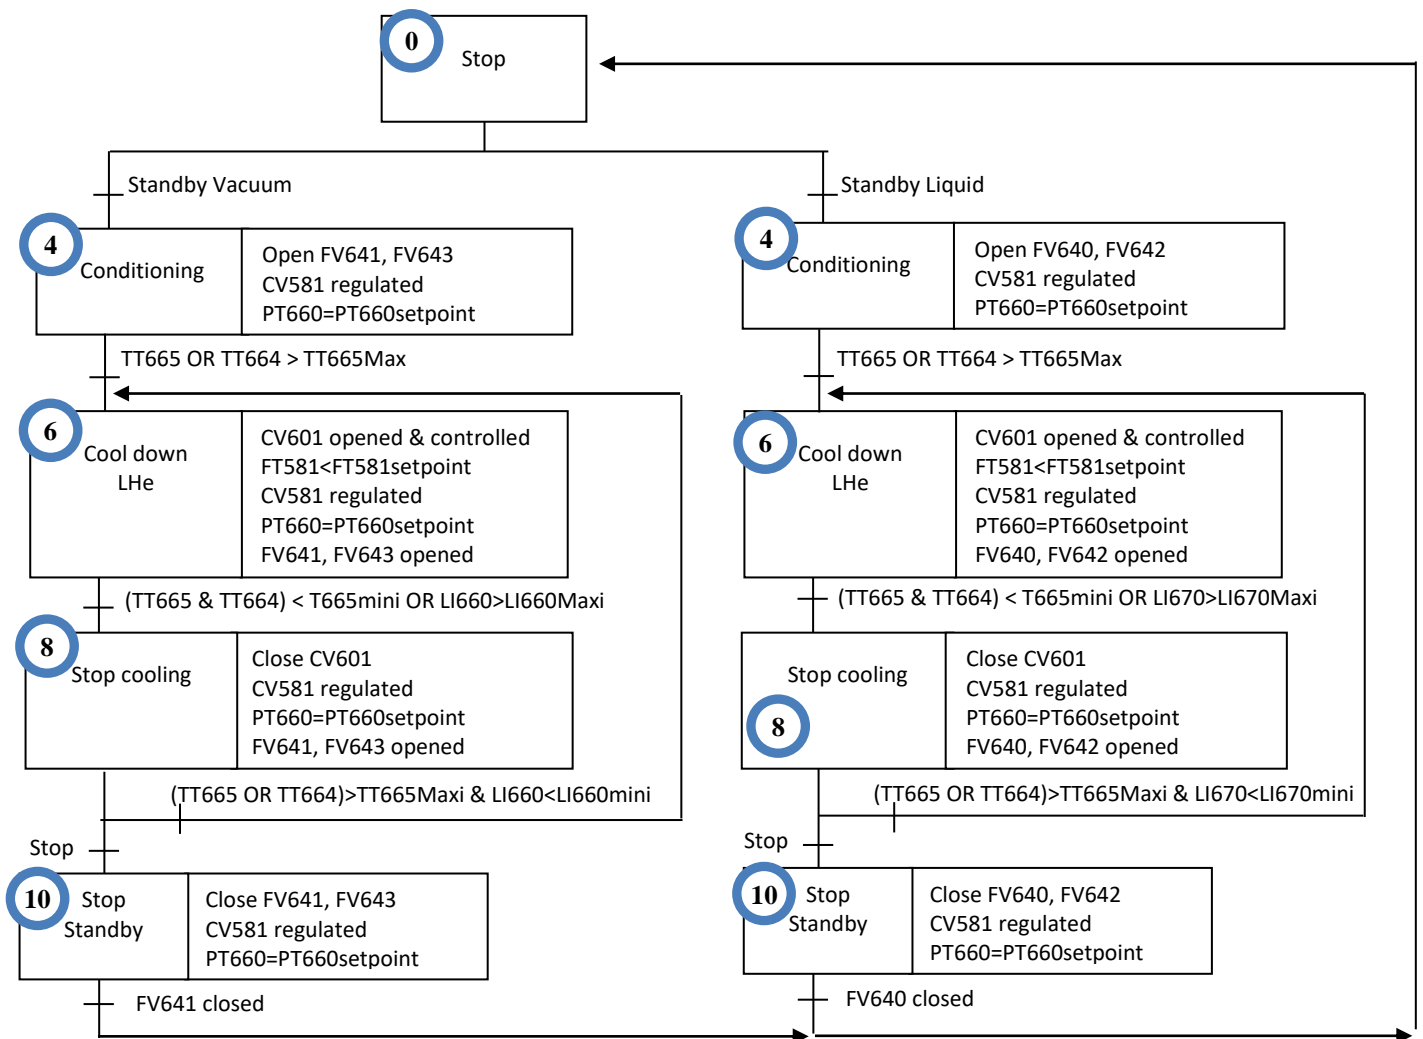 0
Stop
Standby Vacuum
Standby Liquid
4
Conditioning
Open FV641, FV643
CV581 regulated
PT660=PT660setpoint
4
Conditioning
Open FV640, FV642
CV581 regulated
PT660=PT660setpoint
TT665 OR TT664 > TT665Max
TT665 OR TT664 > TT665Max
6
Cool down
LHe
CV601 opened & controlled
FT581<FT581setpoint
CV581 regulated
PT660=PT660setpoint
FV641, FV643 opened
6
Cool down
LHe
CV601 opened & controlled
FT581<FT581setpoint
CV581 regulated
PT660=PT660setpoint
FV640, FV642 opened
(TT665 & TT664) < T665mini OR LI660>LI660Maxi
(TT665 & TT664) < T665mini OR LI670>LI670Maxi
8
Stop cooling
Close CV601
CV581 regulated
PT660=PT660setpoint
FV641, FV643 opened
Stop cooling
8
Close CV601
CV581 regulated
PT660=PT660setpoint
FV640, FV642 opened
(TT665 OR TT664)>TT665Maxi & LI660<LI660mini
(TT665 OR TT664)>TT665Maxi & LI670<LI670mini
Stop
Stop
10
Stop
Standby
Close FV641, FV643
CV581 regulated
PT660=PT660setpoint
10
Stop
Standby
Close FV640, FV642
CV581 regulated
PT660=PT660setpoint
FV641 closed
FV640 closed